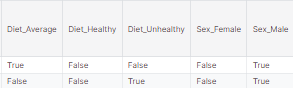 Diet_Average Diet_Healthy Diet_Unhealthy Sex_Female Sex_Male
True False False False True
False False True False True